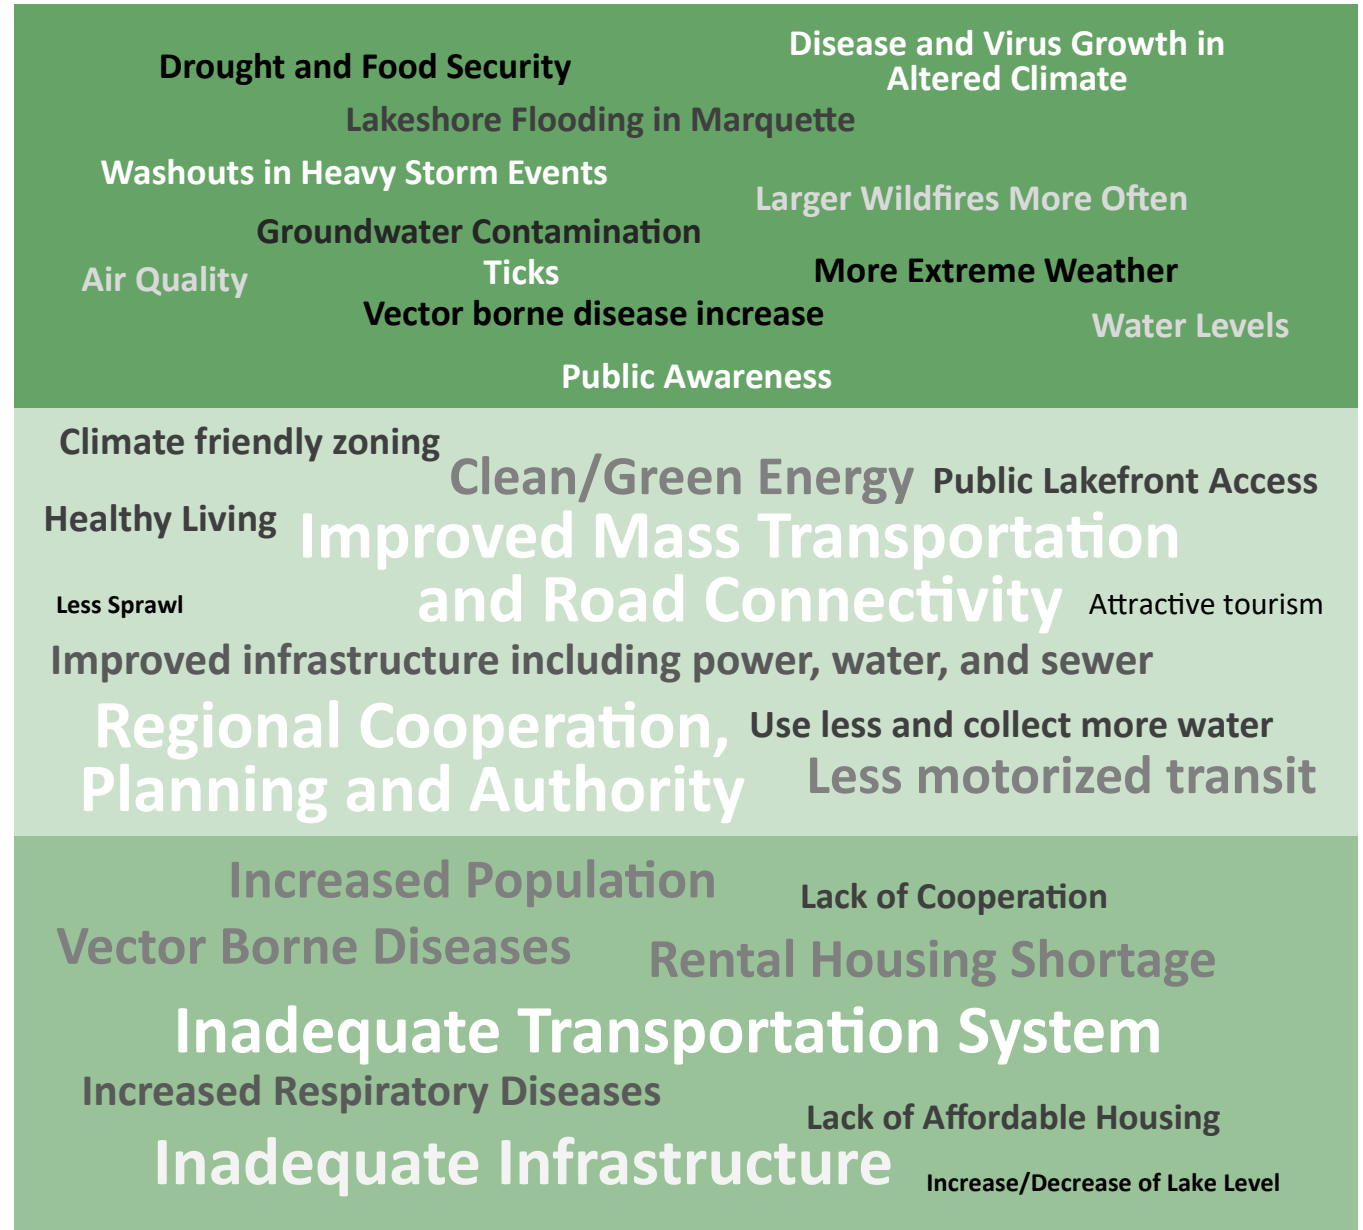 Drought and Food Security
Disease and Virus Growth in
Altered Climate
Lakeshore Flooding in Marquette
Washouts in Heavy Storm Events
Larger Wildfires More Often
Groundwater Contamination
Air Quality
Ticks
More Extreme Weather
Vector borne disease increase
Water Levels
Public Awareness
Climate friendly zoning
Clean/Green Energy
Public Lakefront Access
Healthy Living
Improved Mass Transportation
and Road Connectivity
Less Sprawl
Attractive tourism
Improved infrastructure including power, water, and sewer
Regional Cooperation,
Planning and Authority
Use less and collect more water
Less motorized transit
Increased Population
Lack of Cooperation
Vector Borne Diseases
Rental Housing Shortage
Inadequate Transportation System
Increased Respiratory Diseases
Lack of Affordable Housing
Inadequate Infrastructure
Increase/Decrease of Lake Level